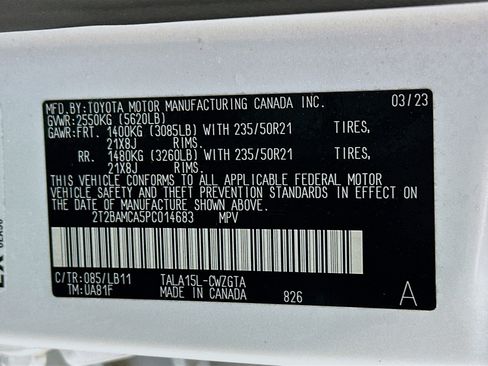 MFD.BY:TOYOTA MOTOR MANUFACTURING CANADA INC. 03/23
GVWR:2550KG (5620LB)
GAWR:FRT. 1400KG (3085LB) WITH 235/50R21 TIRES,
21X8J RIMS.
RR. 1480KG (3260LB) WITH 235/50R21 TIRES,
21X8J RIMS.
THIS VEHICLE CONFORMS TO ALL APPLICABLE FEDERAL MOTOR
VEHICLE SAFETY AND THEFT PREVENTION STANDARDS IN EFFECT
ON THE DATE OF MANUFACTURE SHOWN ABOVE.
2T2BAMCA5PC014683 MPV
C/TR:085/LB11 TALA15L-CWZGTA
TM:UA81F MADE IN CANADA 826 A